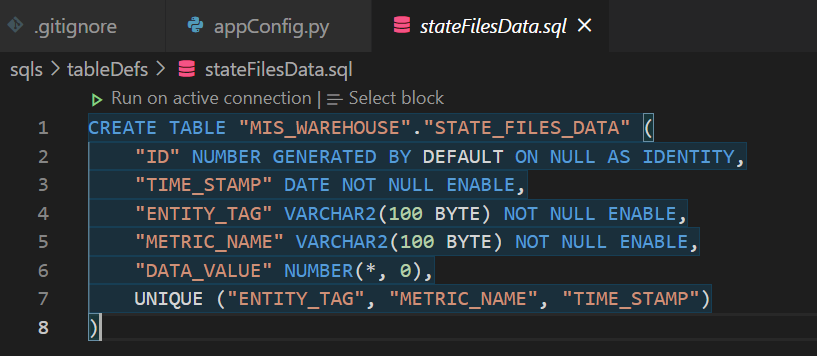 .gitignore appConfig.py stateFilesData.sql
sqls > tableDefs > stateFilesData.sql
Run on active connection | Select block
1 CREATE TABLE "MIS_WAREHOUSE"."STATE_FILES_DATA" (
2 "ID" NUMBER GENERATED BY DEFAULT ON NULL AS IDENTITY,
3 "TIME_STAMP" DATE NOT NULL ENABLE,
4 "ENTITY_TAG" VARCHAR2(100 BYTE) NOT NULL ENABLE,
5 "METRIC_NAME" VARCHAR2(100 BYTE) NOT NULL ENABLE,
6 "DATA_VALUE" NUMBER(*, 0),
7 UNIQUE ("ENTITY_TAG", "METRIC_NAME", "TIME_STAMP")
8 )